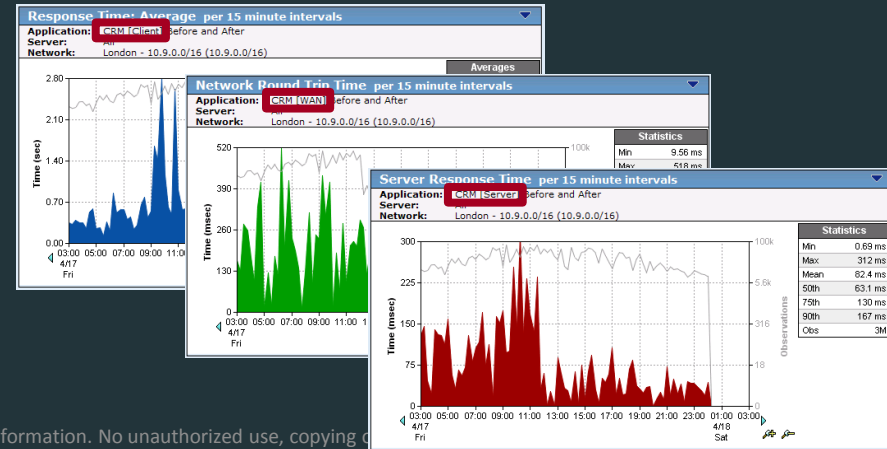 Response Time: Average per 15 minute intervals
Application: CRM [Client] Before and After
Server: All
Network: London - 10.9.0.0/16 (10.9.0.0/16)
Averages
2.80
2.10
1.40
0.70
0.00
Time (sec)
03:00 05:00 07:00 09:00 11:00
4/17
Fri
Network Round Trip Time per 15 minute intervals
Application: CRM [WAN] Before and After
Server:
Network: London - 10.9.0.0/16 (10.9.0.0/16)
Statistics
Min 9.56 ms
Max 518 ms
520
390
260
130
0
100k
Time (msec)
03:00 05:00 07:00 09:00 11:00 1
4/17
Fri
Server Response Time per 15 minute intervals
Application: CRM [Server] Before and After
Server: All
Network: London - 10.9.0.0/16 (10.9.0.0/16)
Statistics
Min 0.69 ms
Max 312 ms
Mean 82.4 ms
50th 63.1 ms
75th 130 ms
90th 167 ms
Obs 3M
300
225
150
75
0
Time (msec)
100k
5.6k
316
18
0
Observations
03:00 05:00 07:00 09:00 11:00 13:00 15:00 17:00 19:00 21:00 23:00 01:00 03:00
4/17 4/18
Fri Sat
formation. No unauthorized use, copying